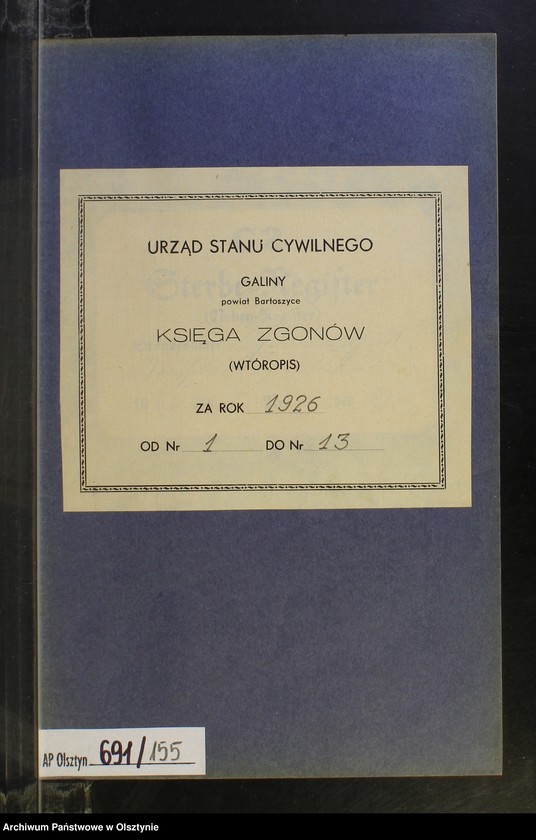 URZĄD STANU CYWILNEGO
GALINY
powiat Bartoszyce
KSIĘGA ZGONÓW
(WTÓROPIS)
ZA ROK 1926
OD Nr 1 DO Nr 13
AP Olsztyn 691/155
Archiwum Państwowe w Olsztynie